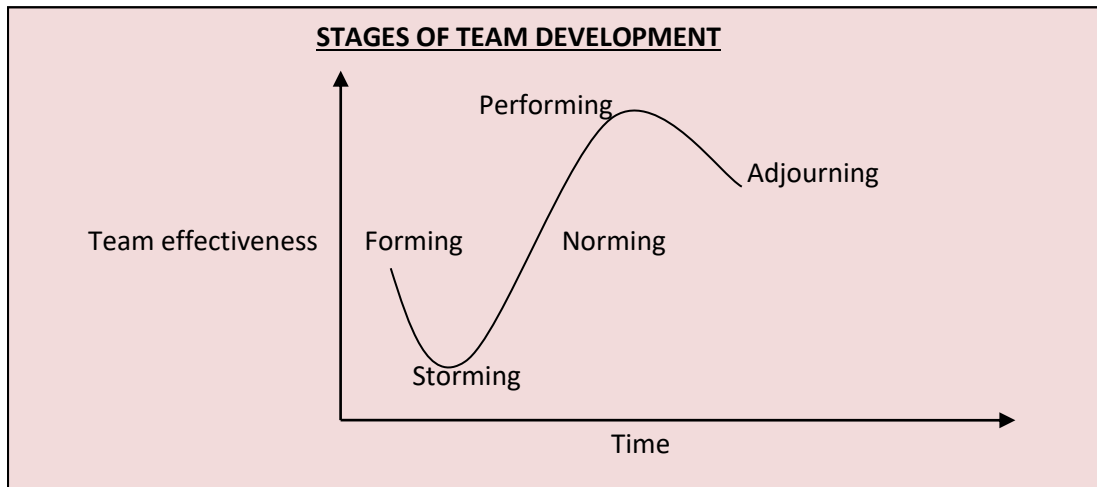 STAGES OF TEAM DEVELOPMENT
Performing
Adjourning
Team effectiveness
Forming
Norming
Storming
Time